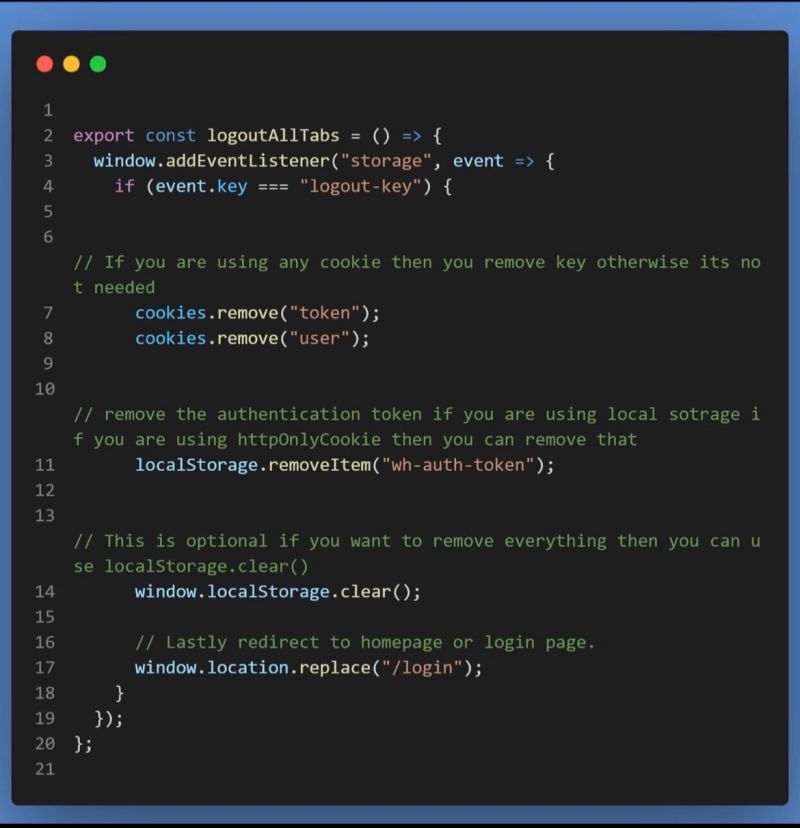 1
2 export const logoutAllTabs = () => {
3 window.addEventListener("storage", event => {
4 if (event.key === "logout-key") {
5
6
// If you are using any cookie then you remove key otherwise its no
t needed
7 cookies.remove("token");
8 cookies.remove("user");
9
10
// remove the authentication token if you are using local sotrage i
f you are using httpOnlyCookie then you can remove that
11 localStorage.removeItem("wh-auth-token");
12
13
// This is optional if you want to remove everything then you can u
se localStorage.clear()
14 window.localStorage.clear();
15
16 // Lastly redirect to homepage or login page.
17 window.location.replace("/login");
18 }
19 });
20 };
21